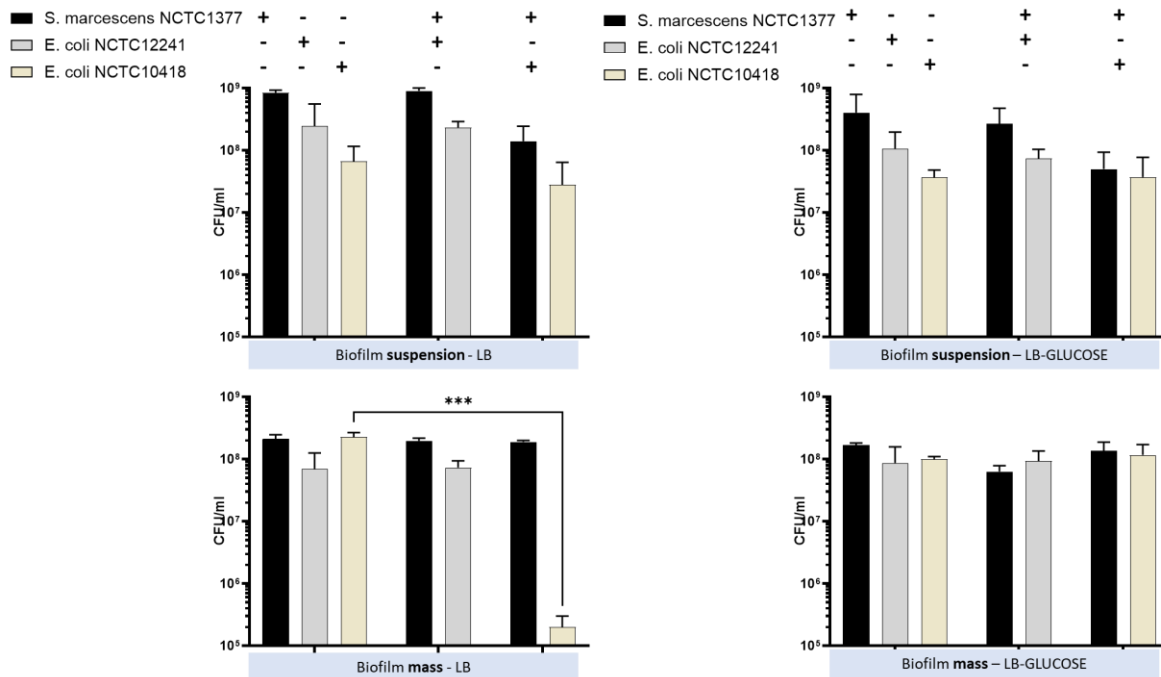 S. marcescens NCTC1377 + - - + +
E. coli NCTC12241 - + - + -
E. coli NCTC10418 - - + - +
10⁹
10⁸
10⁷
10⁶
10⁵
CFU/ml
Biofilm suspension - LB
S. marcescens NCTC1377 + - - + +
E. coli NCTC12241 - + - + -
E. coli NCTC10418 - - + - +
10⁹
10⁸
10⁷
10⁶
10⁵
CFU/ml
Biofilm suspension – LB-GLUCOSE
10⁹
10⁸
10⁷
10⁶
10⁵
CFU/ml
***
Biofilm mass - LB
10⁹
10⁸
10⁷
10⁶
10⁵
CFU/ml
Biofilm mass – LB-GLUCOSE